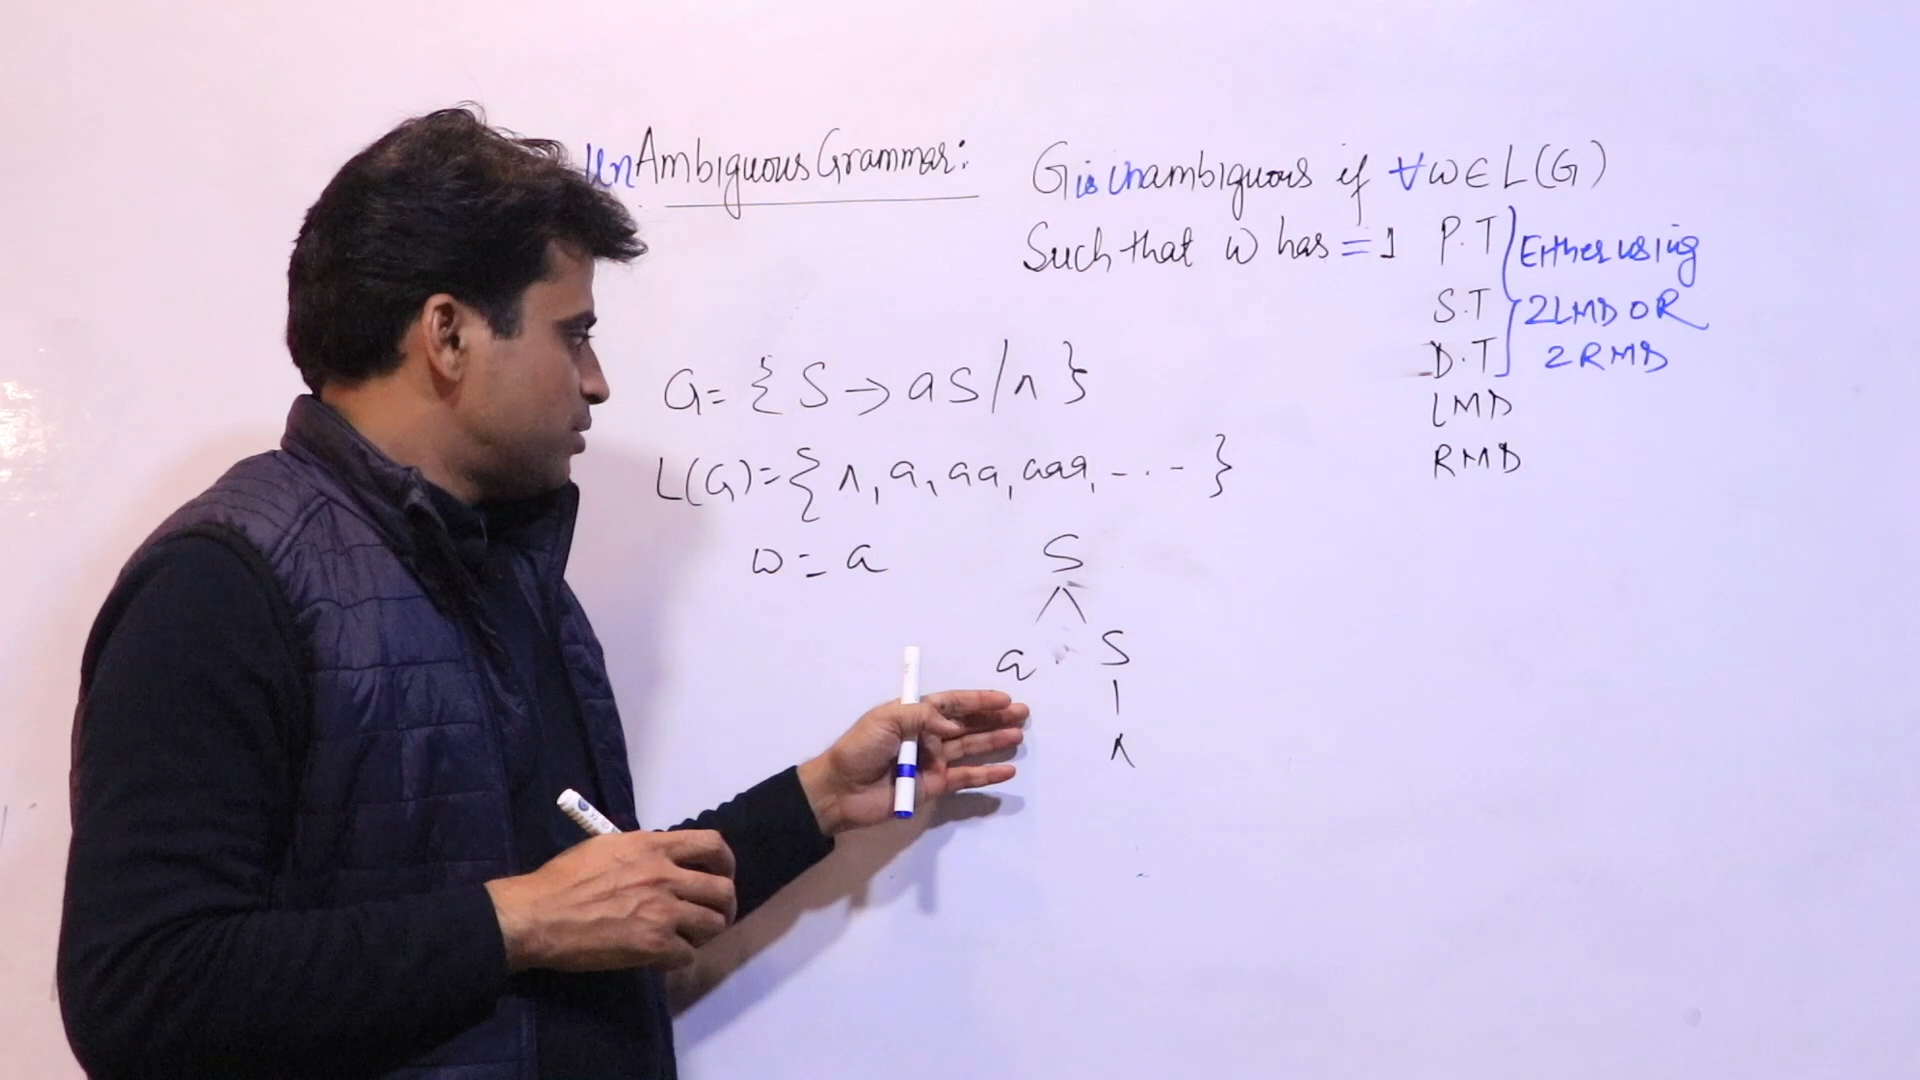 UnAmbiguous Grammar:
G is Unambiguous if ∀ w ∈ L(G)
Such that w has = 1 P.T
Either using
S.T
2LMD OR
D.T
2 RMD
LMD
RMD
G = { S → aS / ʌ }
L(G) = { ʌ, a, aa, aaa, -..- }
w = a
S
a S
ʌ